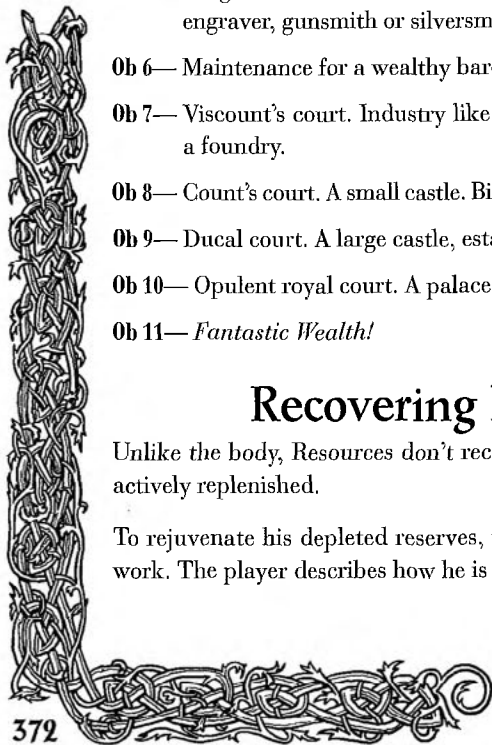 engraver, gunsmith or silversm
Ob 6— Maintenance for a wealthy bar
Ob 7— Viscount's court. Industry like
a foundry.
Ob 8— Count's court. A small castle. Bi
Ob 9— Ducal court. A large castle, esta
Ob 10— Opulent royal court. A palace
Ob 11— Fantastic Wealth!
Recovering
Unlike the body, Resources don't rec
actively replenished.
To rejuvenate his depleted reserves,
work. The player describes how he is
372